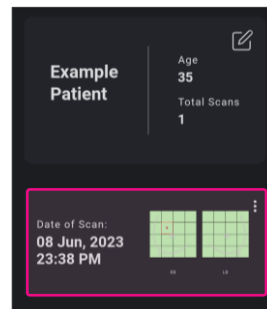 Example
Patient
Age
35
Total Scans
1
Date of Scan:
08 Jun, 2023
23:38 PM